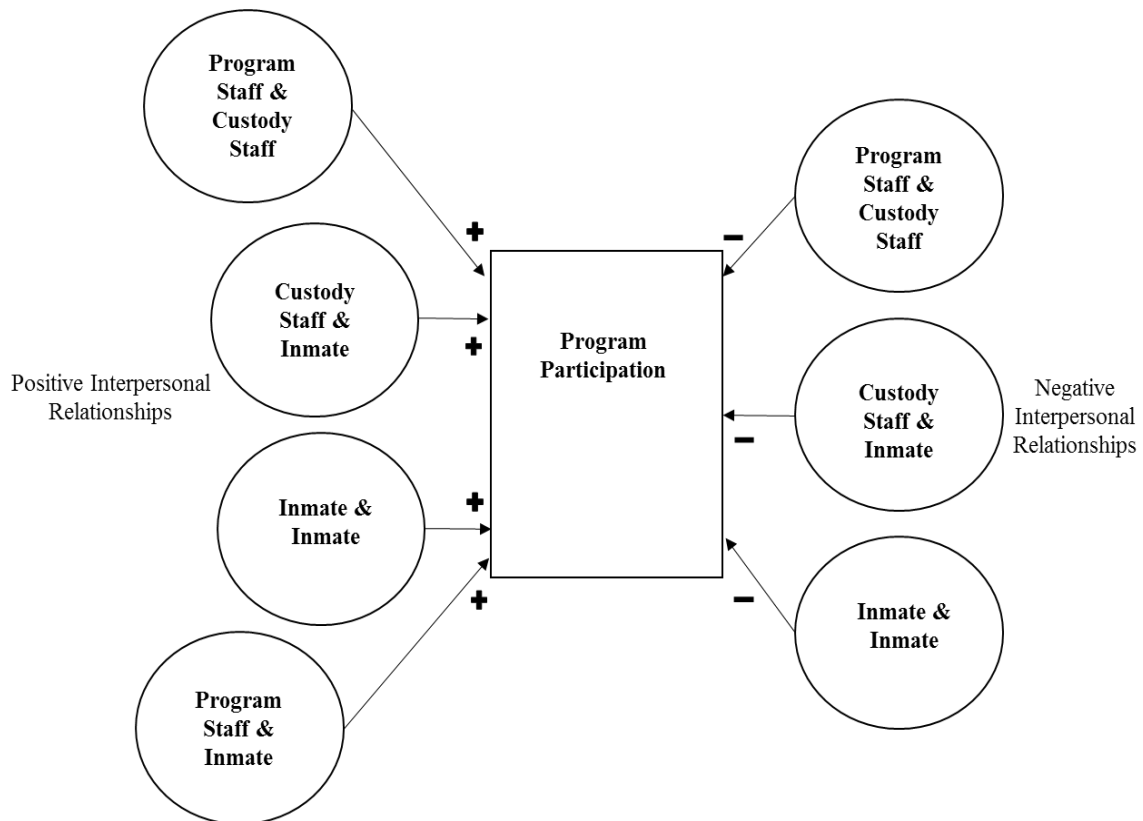 Program
Staff &
Custody
Staff
+
Custody
Staff &
Inmate
+
Positive Interpersonal
Relationships
Inmate &
Inmate
+
Program
Staff &
Inmate
+
Program
Participation
Program
Staff &
Custody
Staff
−
Custody
Staff &
Inmate
−
Negative
Interpersonal
Relationships
Inmate &
Inmate
−